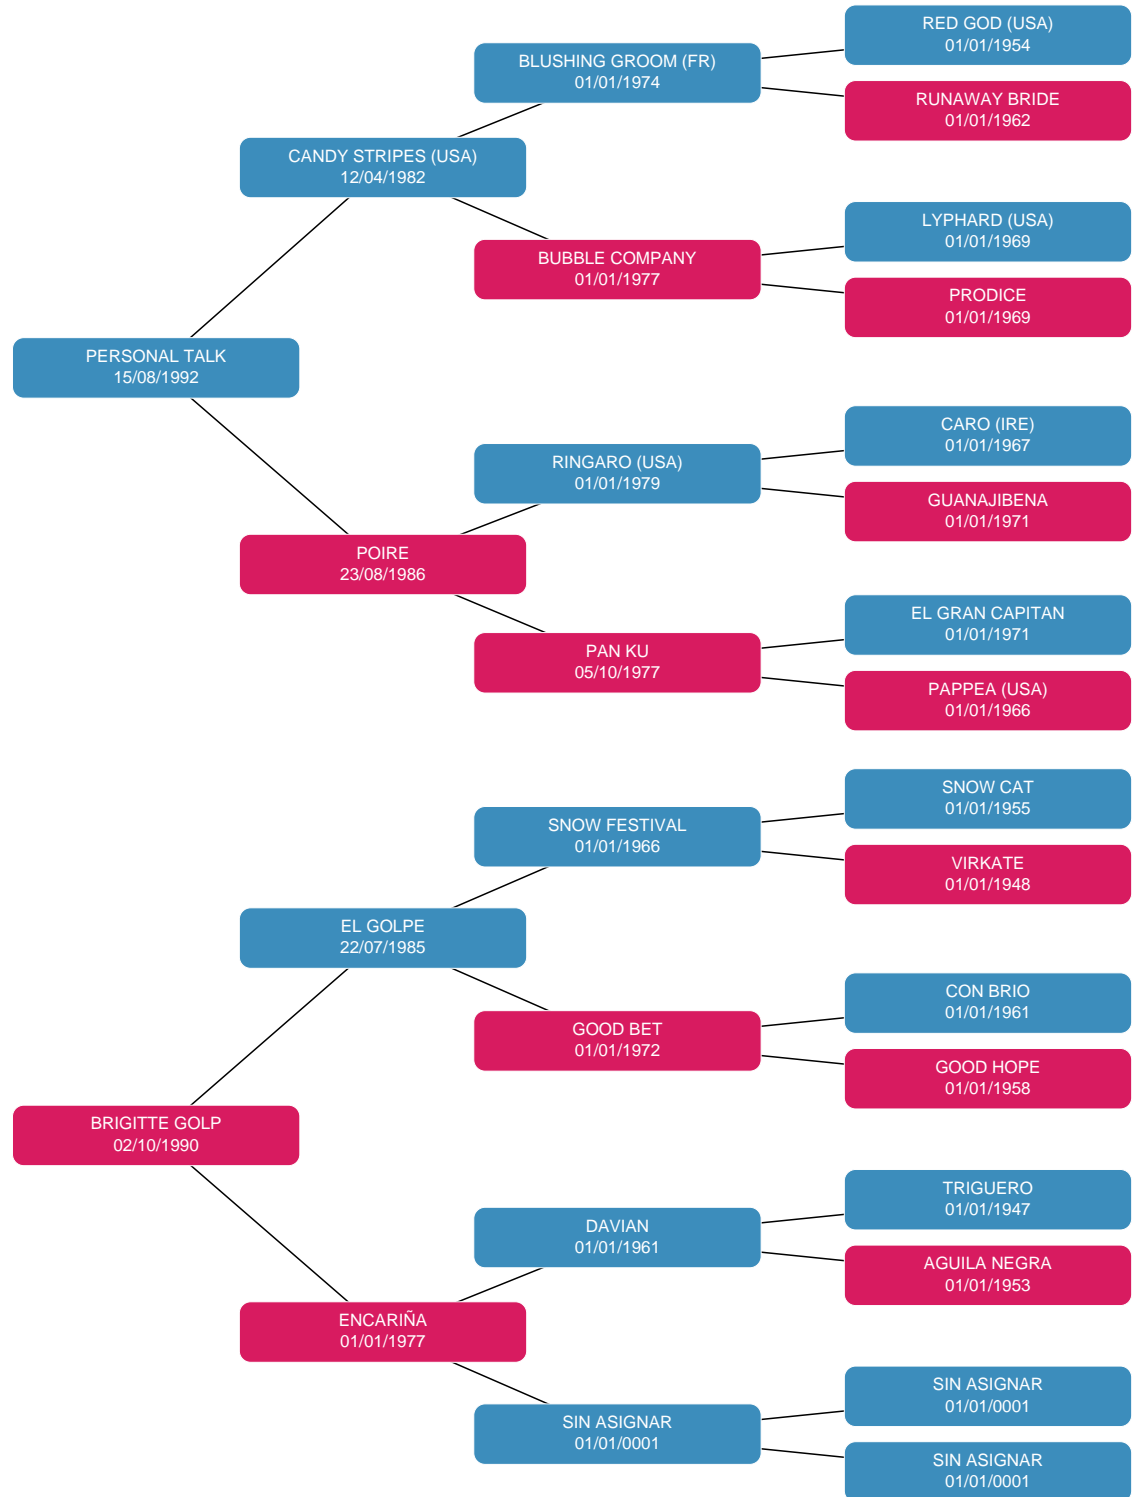 RED GOD (USA)
01/01/1954
BLUSHING GROOM (FR)
01/01/1974
RUNAWAY BRIDE
01/01/1962
CANDY STRIPES (USA)
12/04/1982
LYPHARD (USA)
01/01/1969
BUBBLE COMPANY
01/01/1977
PRODICE
01/01/1969
PERSONAL TALK
15/08/1992
CARO (IRE)
01/01/1967
RINGARO (USA)
01/01/1979
GUANAJIBENA
01/01/1971
POIRE
23/08/1986
EL GRAN CAPITAN
01/01/1971
PAN KU
05/10/1977
PAPPEA (USA)
01/01/1966
SNOW CAT
01/01/1955
SNOW FESTIVAL
01/01/1966
VIRKATE
01/01/1948
EL GOLPE
22/07/1985
CON BRIO
01/01/1961
GOOD BET
01/01/1972
GOOD HOPE
01/01/1958
BRIGITTE GOLP
02/10/1990
TRIGUERO
01/01/1947
DAVIAN
01/01/1961
AGUILA NEGRA
01/01/1953
ENCARIÑA
01/01/1977
SIN ASIGNAR
01/01/0001
SIN ASIGNAR
01/01/0001
SIN ASIGNAR
01/01/0001